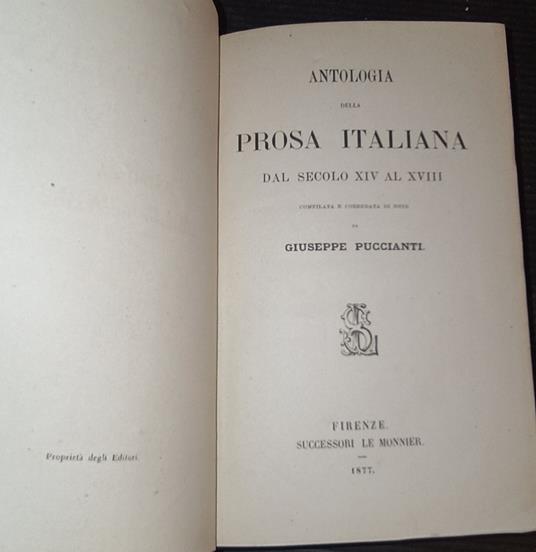 Proprietà degli Editori.
ANTOLOGIA
DELLA
PROSA ITALIANA
DAL SECOLO XIV AL XVIII
COMPILATA E CORREDATA DI NOTE
DA
GIUSEPPE PUCCIANTI.
FIRENZE.
SUCCESSORI LE MONNIER.
1877.